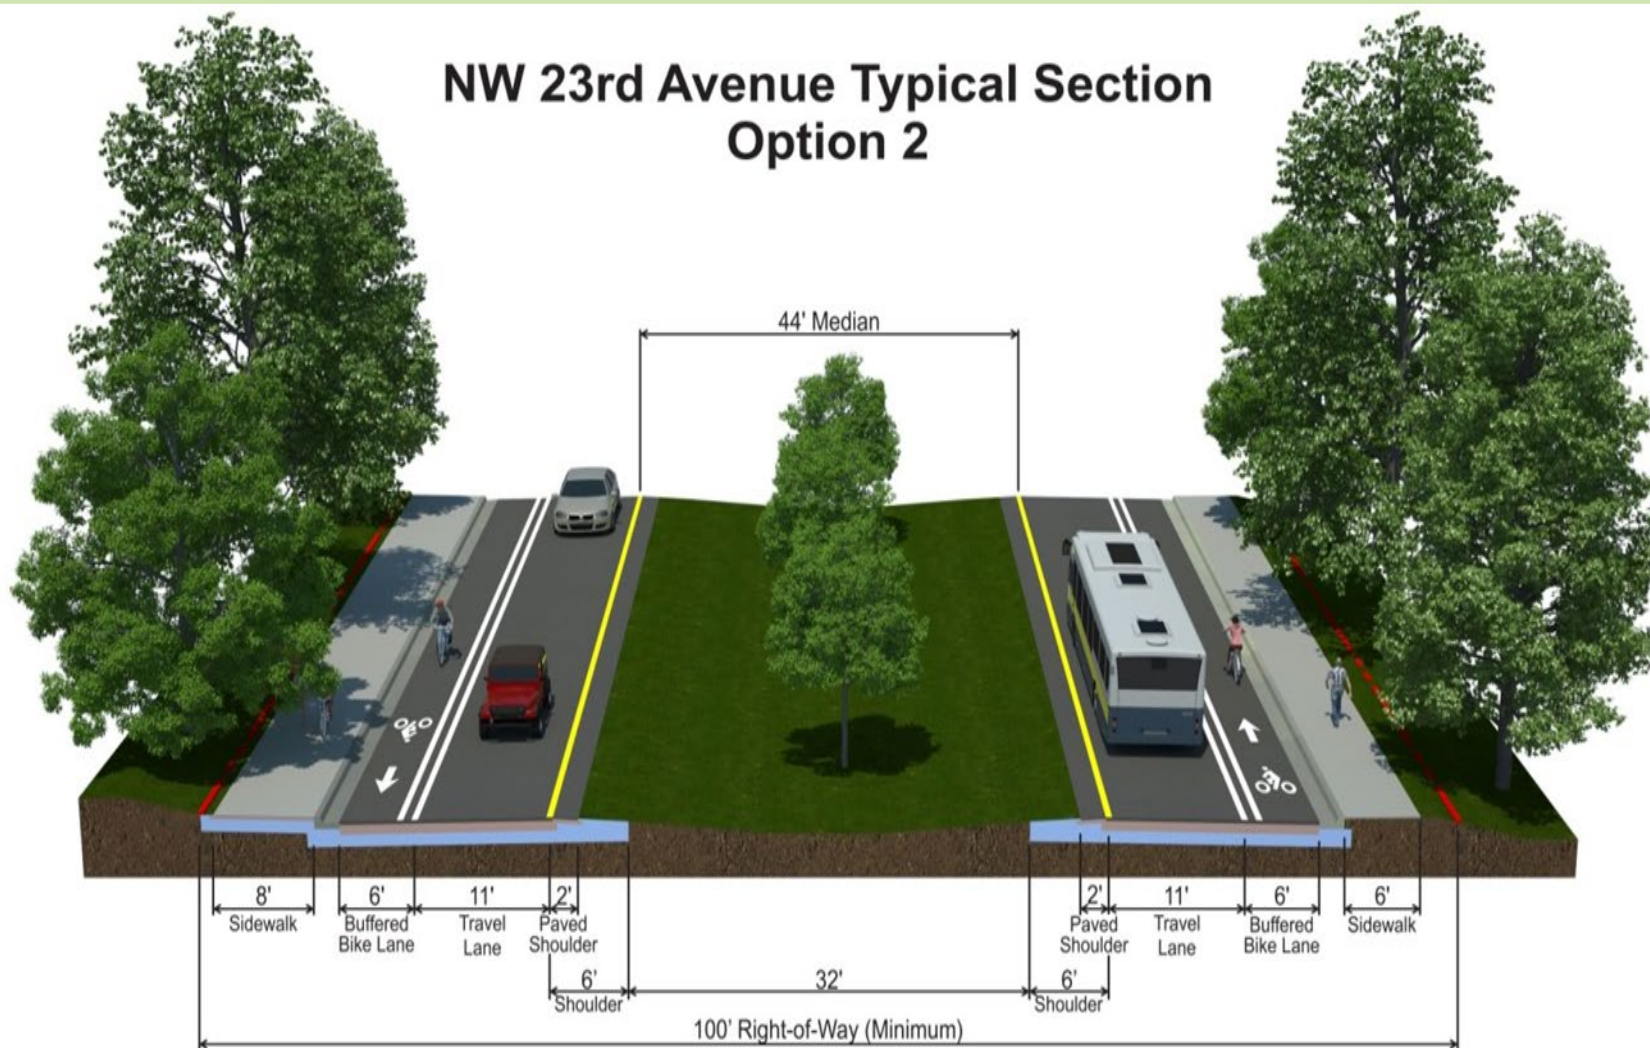 NW 23rd Avenue Typical Section
Option 2
44' Median
8'
Sidewalk
6'
Buffered
Bike Lane
11'
Travel
Lane
2'
Paved
Shoulder
2'
Paved
Shoulder
11'
Travel
Lane
6'
Buffered
Bike Lane
6'
Sidewalk
6'
Shoulder
32'
6'
Shoulder
100' Right-of-Way (Minimum)